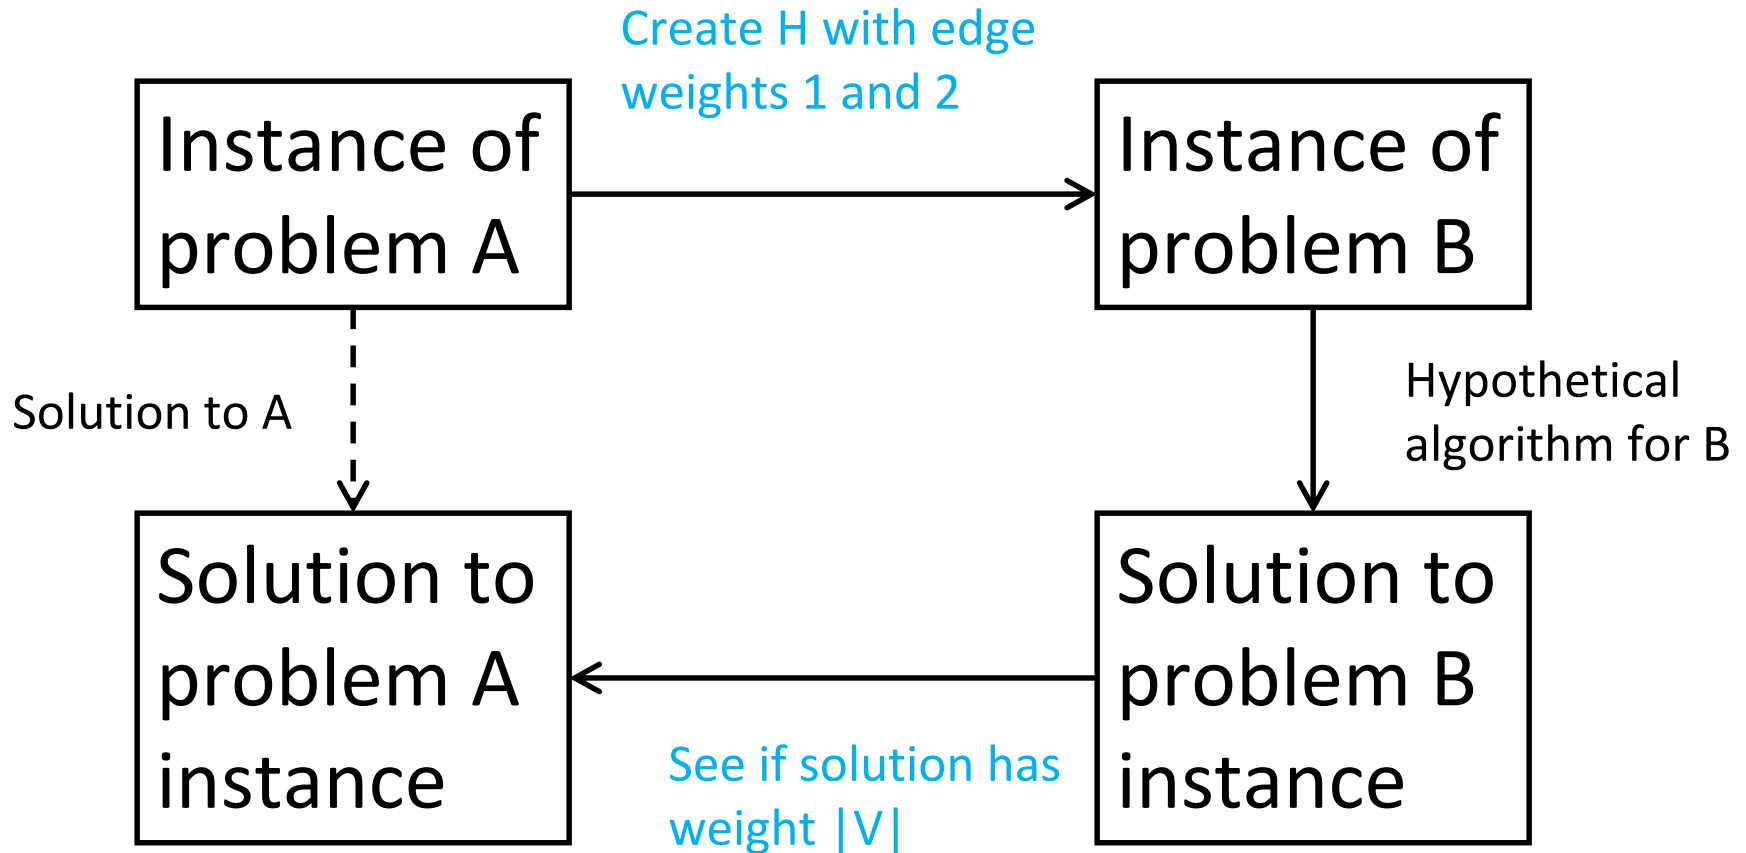 Create H with edge
weights 1 and 2
Instance of
problem A
Instance of
problem B
Solution to A
Hypothetical
algorithm for B
Solution to
problem A
instance
Solution to
problem B
instance
See if solution has
weight |V|